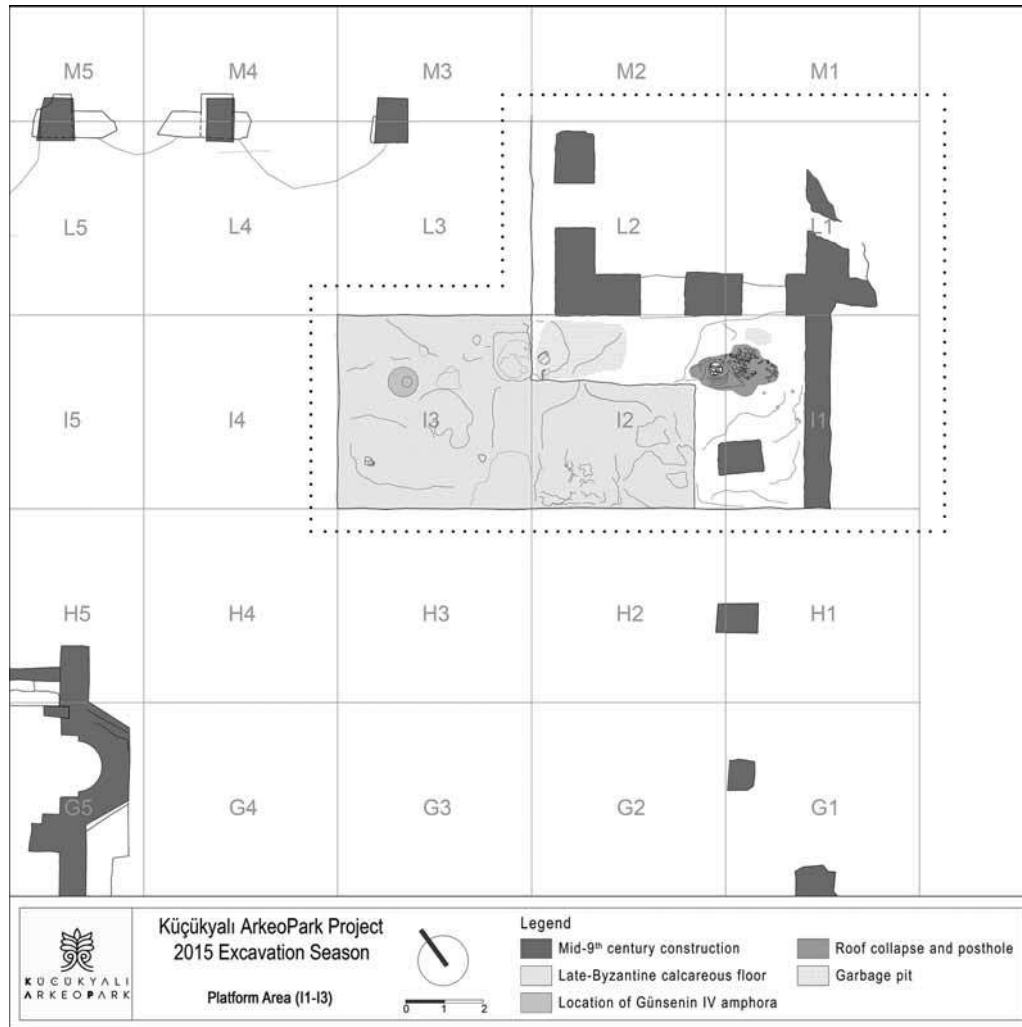 M5 M4 M3 M2 M1
L5 L4 L3 L2 L1
I5 I4 I3 I2 I1
H5 H4 H3 H2 H1
G5 G4 G3 G2 G1
KÜÇÜKYALI
ARKEOPARK
Küçükyalı ArkeoPark Project
2015 Excavation Season
Platform Area (I1-I3)
0 1 2
Legend
Mid-9th century construction
Late-Byzantine calcareous floor
Location of Günsenin IV amphora
Roof collapse and posthole
Garbage pit